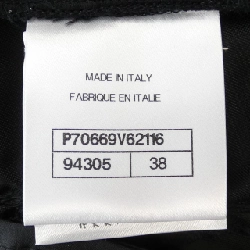 MADE IN ITALY
FABRIQUE EN ITALIE
P70669V62116
94305 38